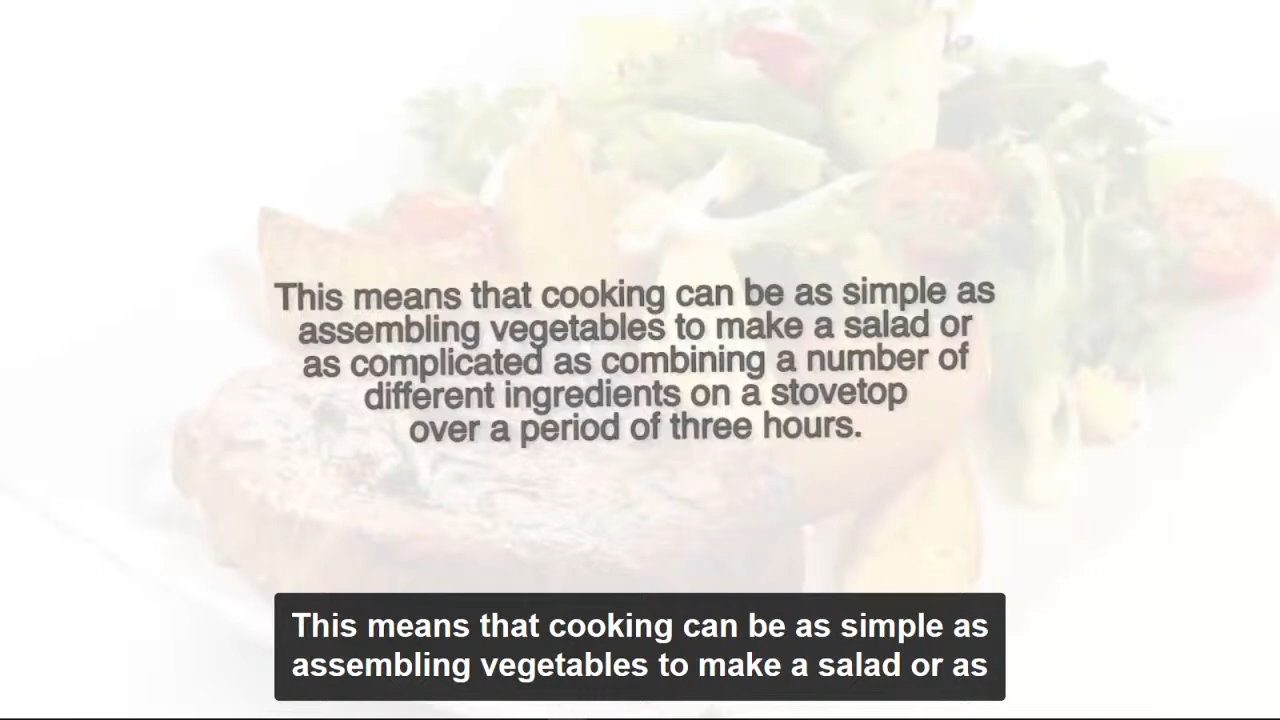 This means that cooking can be as simple as
assembling vegetables to make a salad or
as complicated as combining a number of
different ingredients on a stovetop
over a period of three hours.
This means that cooking can be as simple as
assembling vegetables to make a salad or as